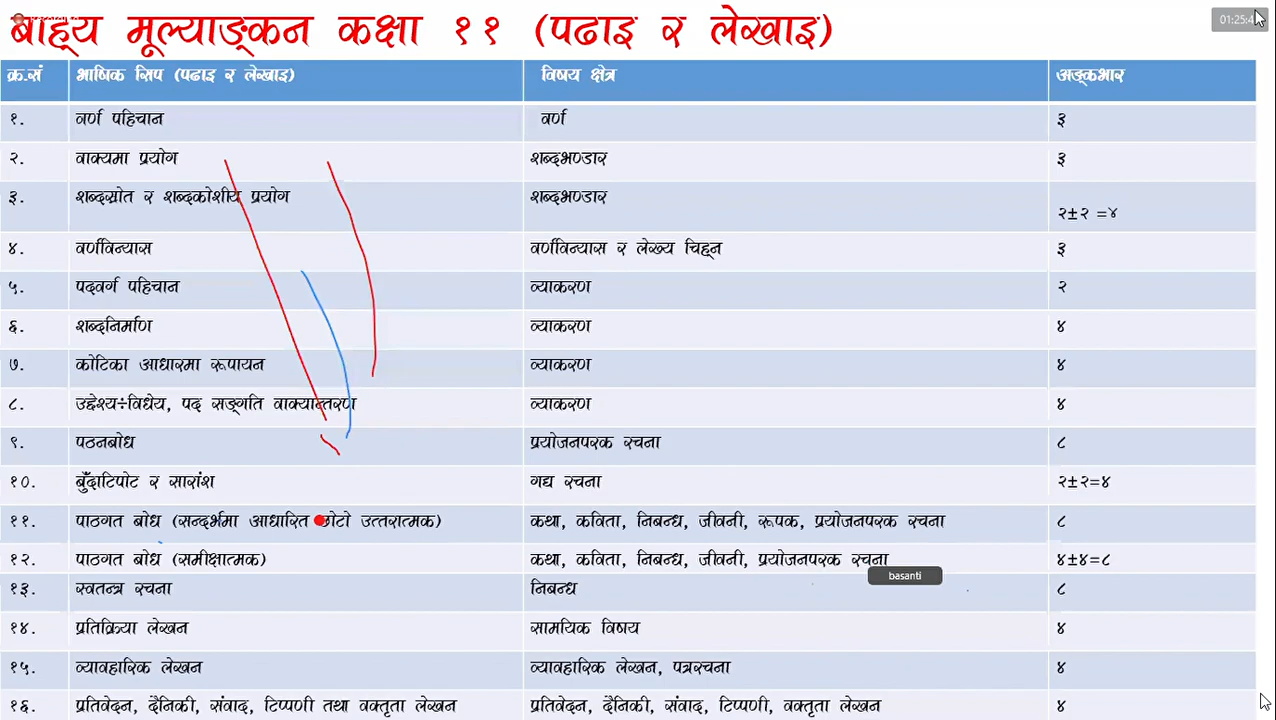 बाह्य मूल्याङ्कन कक्षा ११ (पढाइ र लेखाइ)
01:25:4
क्र.सं भाषिक सिप (पढाइ र लेखाइ) विषय क्षेत्र अङ्कभार
१. वर्ण पहिचान वर्ण ३
२. वाक्यमा प्रयोग शब्दभण्डार ३
३. शब्दस्रोत र शब्दकोशीय प्रयोग शब्दभण्डार २±२ =४
४. वर्णविन्यास वर्णविन्यास र लेख्य चिह्न ३
५. पदवर्ग पहिचान व्याकरण २
६. शब्दनिर्माण व्याकरण ४
७. कोटिका आधारमा रूपायन व्याकरण ४
८. उद्देश्य÷विधेय, पद सङ्गति वाक्यान्तरण व्याकरण ४
९. पठनबोध प्रयोजनपरक रचना ८
१०. बुँदाटिपोट र सारांश गद्य रचना २±२=४
११. पाठगत बोध (सन्दर्भमा आधारित छोटो उत्तरात्मक) कथा, कविता, निबन्ध, जीवनी, रूपक, प्रयोजनपरक रचना ८
१२. पाठगत बोध (समीक्षात्मक) कथा, कविता, निबन्ध, जीवनी, प्रयोजनपरक रचना ४±४=८
basanti
१३. स्वतन्त्र रचना निबन्ध ८
१४. प्रतिक्रिया लेखन सामयिक विषय ४
१५. व्यावहारिक लेखन व्यावहारिक लेखन, पत्ररचना ४
१६. प्रतिवेदन, दैनिकी, संवाद, टिप्पणी तथा वक्तृता लेखन प्रतिवेदन, दैनिकी, संवाद, टिप्पणी, वक्तृता लेखन ४